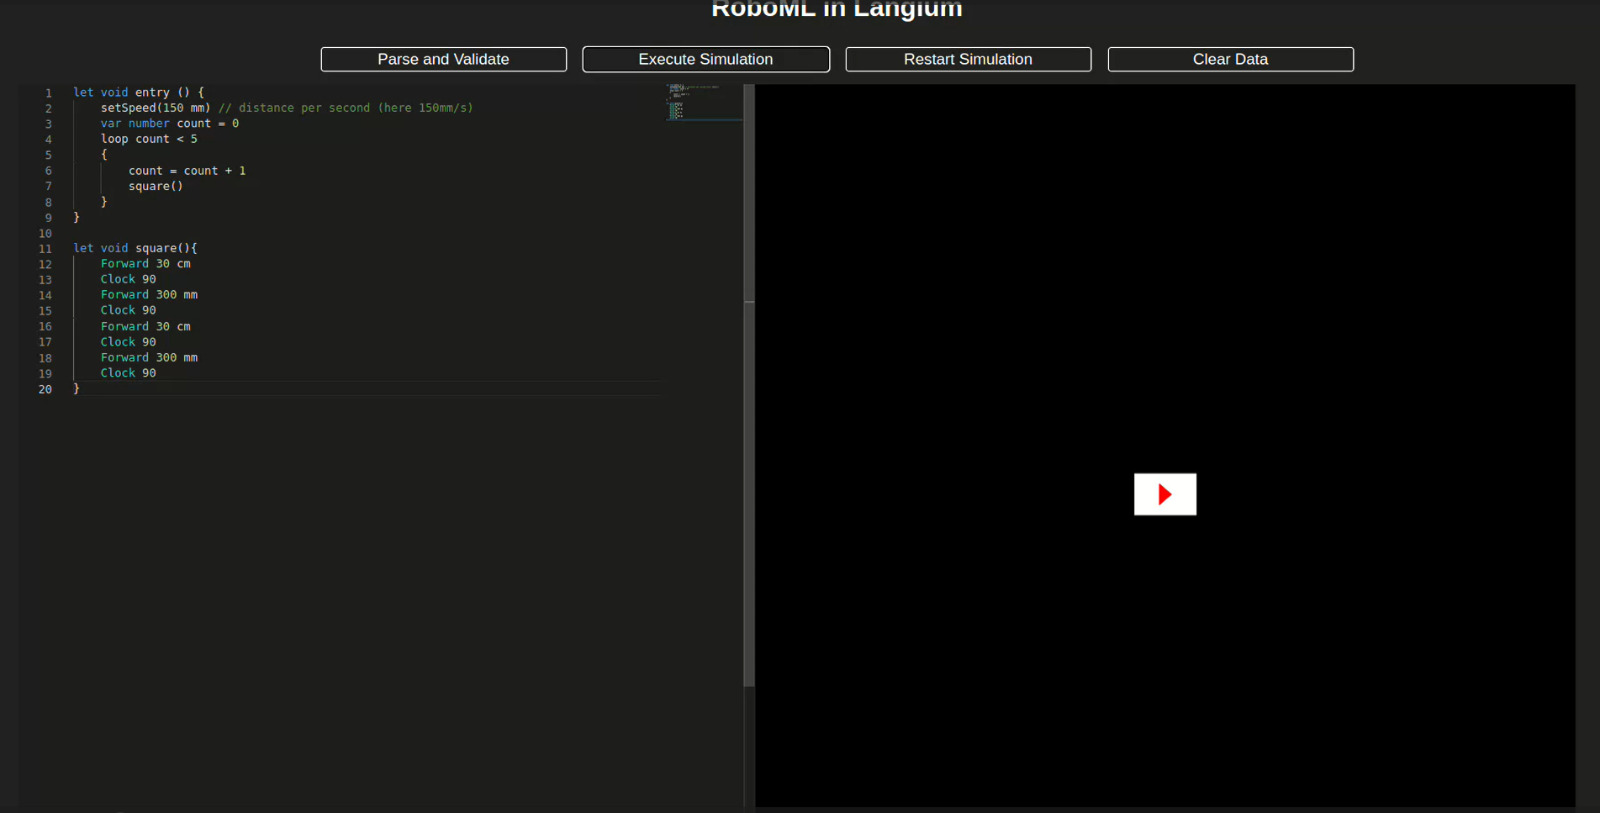 RoboML in Langium
Parse and Validate
Execute Simulation
Restart Simulation
Clear Data
1 let void entry () {
2 setSpeed(150 mm) // distance per second (here 150mm/s)
3 var number count = 0
4 loop count < 5
5 {
6 count = count + 1
7 square()
8 }
9 }
10
11 let void square(){
12 Forward 30 cm
13 Clock 90
14 Forward 300 mm
15 Clock 90
16 Forward 30 cm
17 Clock 90
18 Forward 300 mm
19 Clock 90
20 }